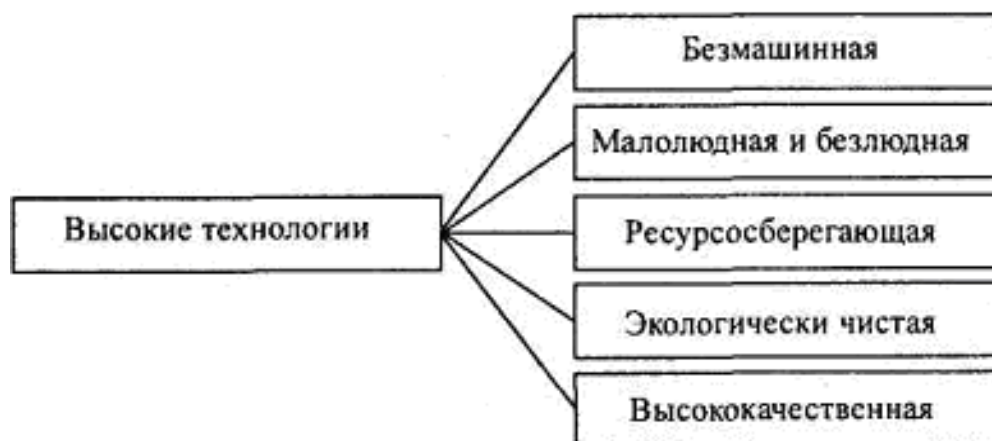 Безмашинная
Малолюдная и безлюдная
Высокие технологии
Ресурсосберегающая
Экологически чистая
Высококачественная